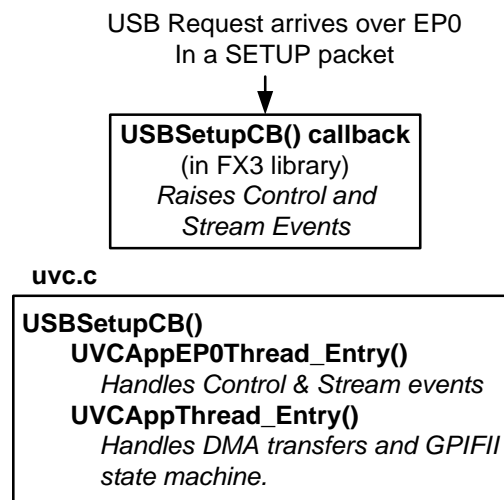 USB Request arrives over EP0
In a SETUP packet
USBSetupCB() callback
(in FX3 library)
Raises Control and
Stream Events
uvc.c
USBSetupCB()
UVCAppEP0Thread_Entry()
Handles Control & Stream events
UVCAppThread_Entry()
Handles DMA transfers and GPIFII
state machine.